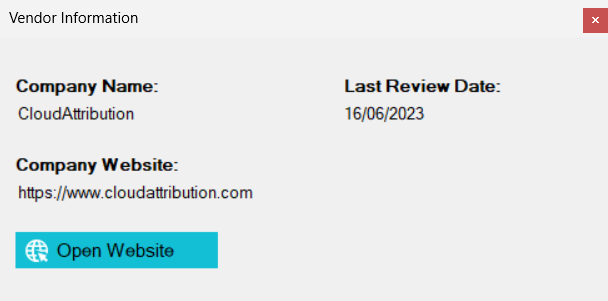 Vendor Information
Company Name:
Last Review Date:
CloudAttribution
16/06/2023
Company Website:
https://www.cloudattribution.com
Open Website